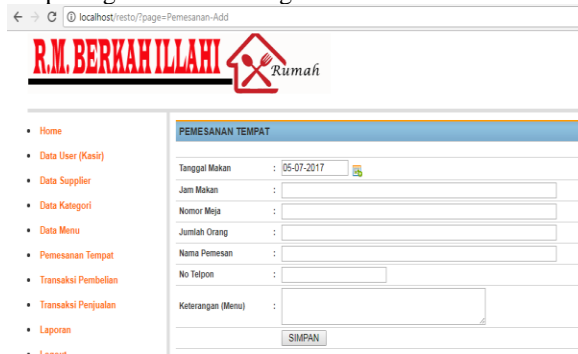 localhost/resto/?page=Pemesanan-Add
R.M. BERKAH ILLAHI
Rumah
Home
Data User (Kasir)
Data Supplier
Data Kategori
Data Menu
Pemesanan Tempat
Transaksi Pembelian
Transaksi Penjualan
Laporan
PEMESANAN TEMPAT
Tanggal Makan : 05-07-2017
Jam Makan :
Nomor Meja :
Jumlah Orang :
Nama Pemesan :
No Telpon :
Keterangan (Menu) :
SIMPAN